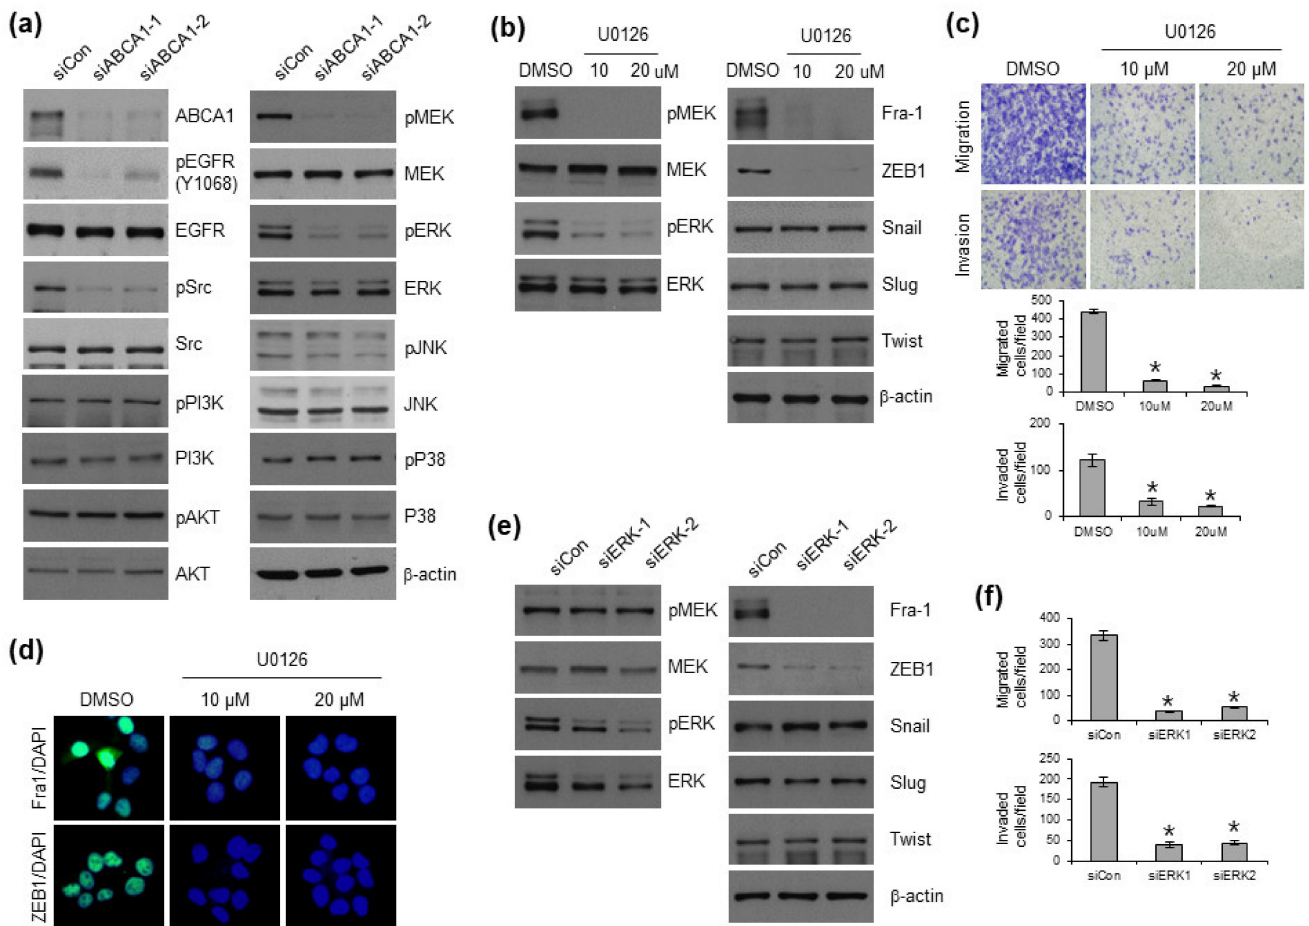 (a)
siCon
siABCA1-1
siABCA1-2
siCon
siABCA1-1
siABCA1-2
ABCA1
pEGFR
(Y1068)
EGFR
pSrc
Src
pPI3K
PI3K
pAKT
AKT
pMEK
MEK
pERK
ERK
pJNK
JNK
pP38
P38
β-actin
(b)
U0126
DMSO 10 20 uM
pMEK
MEK
pERK
ERK
U0126
DMSO 10 20 uM
Fra-1
ZEB1
Snail
Slug
Twist
β-actin
(c)
U0126
DMSO 10 μM 20 μM
Migration
Invasion
Migrated
cells/field
500
400
300
200
100
0
DMSO 10uM 20uM
* *
Invaded
cells/field
200
100
0
DMSO 10uM 20uM
* *
(d)
U0126
DMSO 10 μM 20 μM
Fra1/DAPI
ZEB1/DAPI
(e)
siCon
siERK-1
siERK-2
siCon
siERK-1
siERK-2
pMEK
MEK
pERK
ERK
Fra-1
ZEB1
Snail
Slug
Twist
β-actin
(f)
Migrated
cells/field
400
300
200
100
0
siCon siERK1 siERK2
* *
Invaded
cells/field
250
200
150
100
50
0
siCon siERK1 siERK2
* *